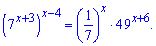 (7^{x+3})^{x-4} = (1/7)^x · 49^{x+6}.